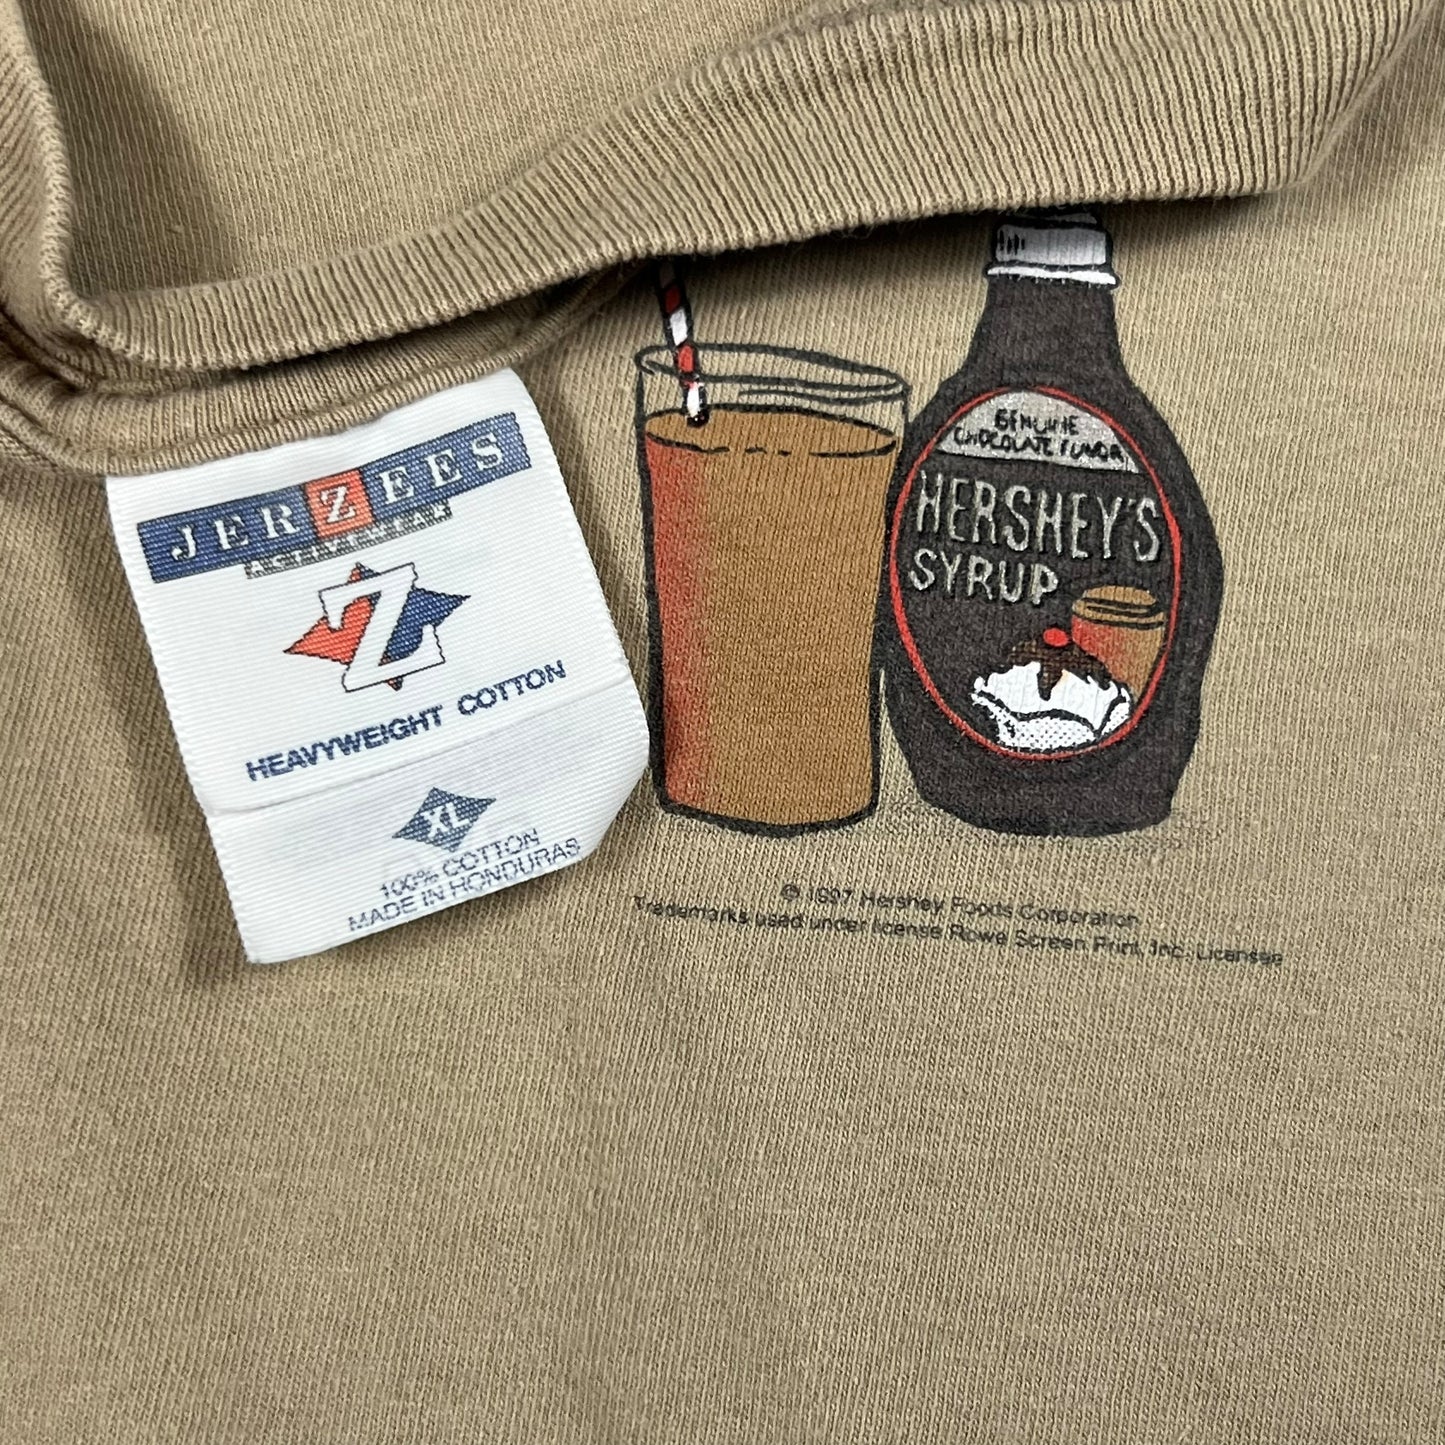 JERZEES
ACTIVEWEAR
Z
HEAVYWEIGHT COTTON
XL
100% COTTON
MADE IN HONDURAS
GENUINE
CHOCOLATE FLAVOR
HERSHEY'S
SYRUP
© 1997 Hershey Foods Corporation
Trademarks used under license Rowe Screen Print, Inc. Licensee